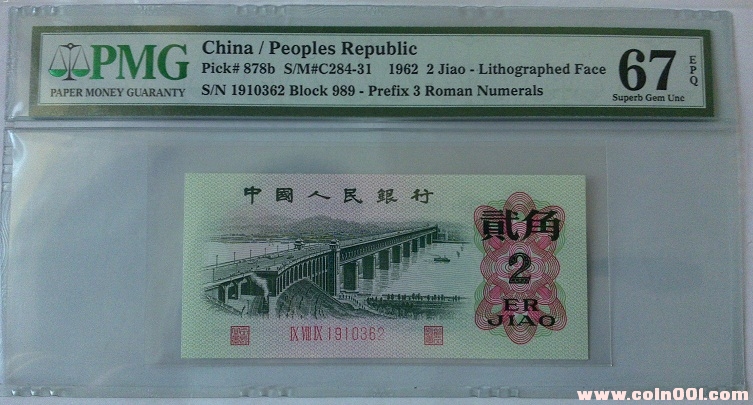 PMG
PAPER MONEY GUARANTY
China / Peoples Republic
Pick# 878b S/M#C284-31 1962 2 Jiao - Lithographed Face
S/N 1910362 Block 989 - Prefix 3 Roman Numerals
67 EPQ
Superb Gem Unc
中國人民銀行
貳角
2
ER
JIAO
ⅨⅧⅨ1910362
www.coin001.com